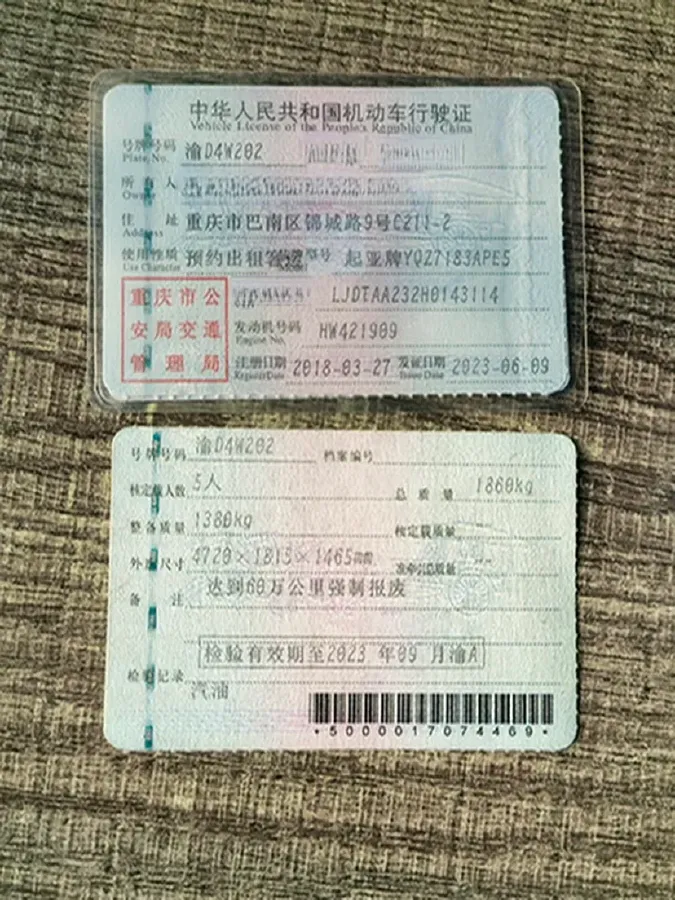 中华人民共和国机动车行驶证
Vehicle License of the People's Republic of China
号牌号码 渝D4W202
Plate No.
所有人
Owner
住址 重庆市巴南区锦城路9号C211-2
Address
使用性质 预约出租客运 型号 起亚牌YQZ7183APE5
Use Character Model
重庆市公安局交通管理局
LJDTAA232H0143114
发动机号码 HW421909
Engine No.
注册日期 2018-03-27 发证日期 2023-06-09
Register Date Issue Date
号牌号码 渝D4W202 档案编号
核定载人数 5人 总质量 1860kg
整备质量 1380kg 核定载质量
外廓尺寸 4720×1815×1465mm 准牵引总质量 --
备注 达到60万公里强制报废
检验有效期至2023年09月渝A
检验记录 汽油
*5000017074469*